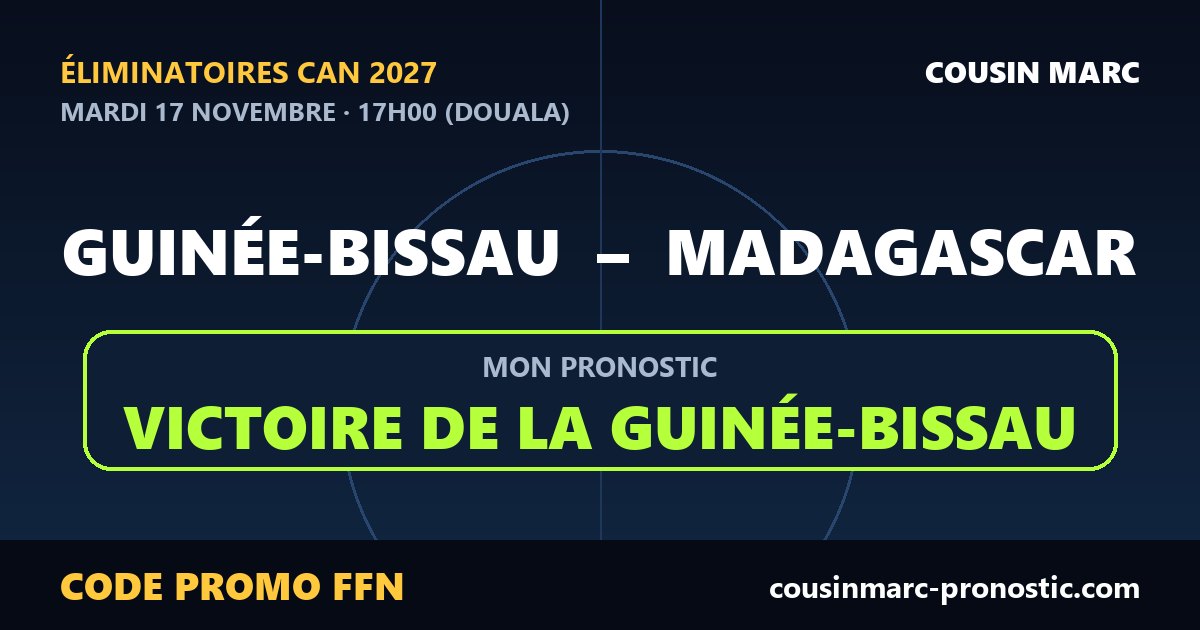 ÉLIMINATOIRES CAN 2027
COUSIN MARC
MARDI 17 NOVEMBRE · 17H00 (DOUALA)
GUINÉE-BISSAU – MADAGASCAR
MON PRONOSTIC
VICTOIRE DE LA GUINÉE-BISSAU
CODE PROMO FFN
cousinmarc-pronostic.com